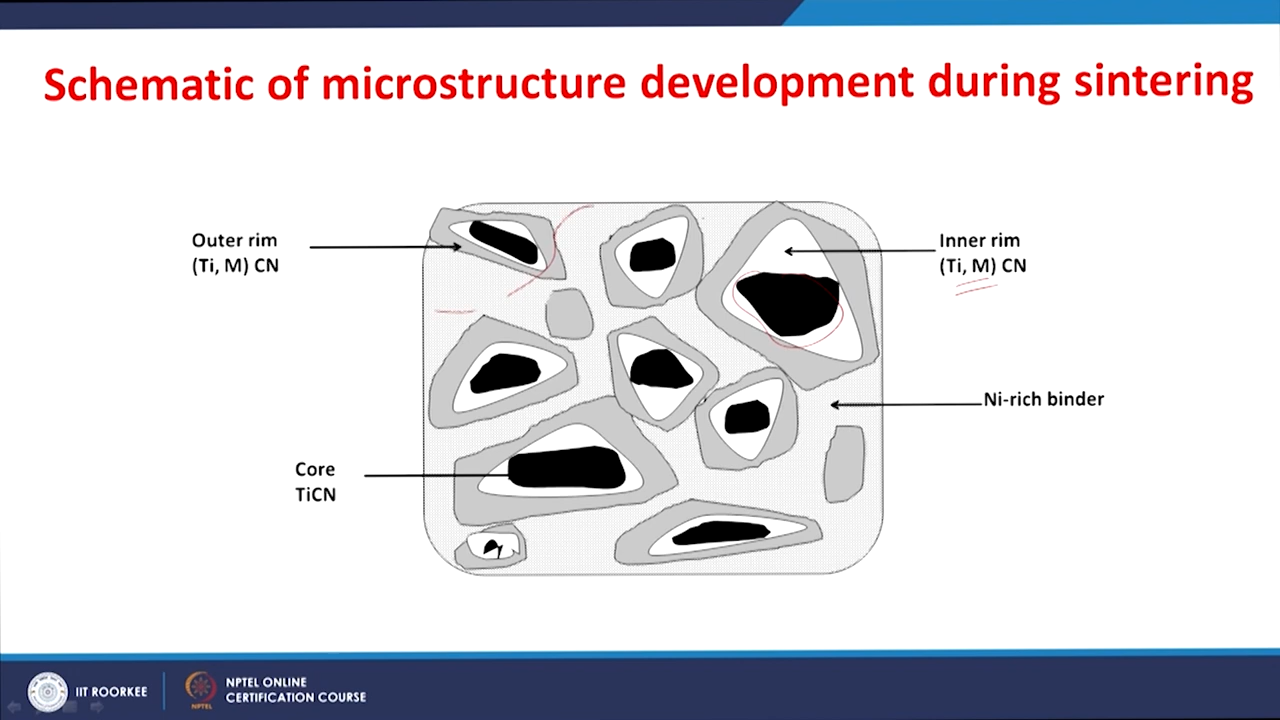 Schematic of microstructure development during sintering
Outer rim
(Ti, M) CN
Inner rim
(Ti, M) CN
Ni-rich binder
Core
TiCN
IIT ROORKEE
NPTEL ONLINE
CERTIFICATION COURSE
NPTEL